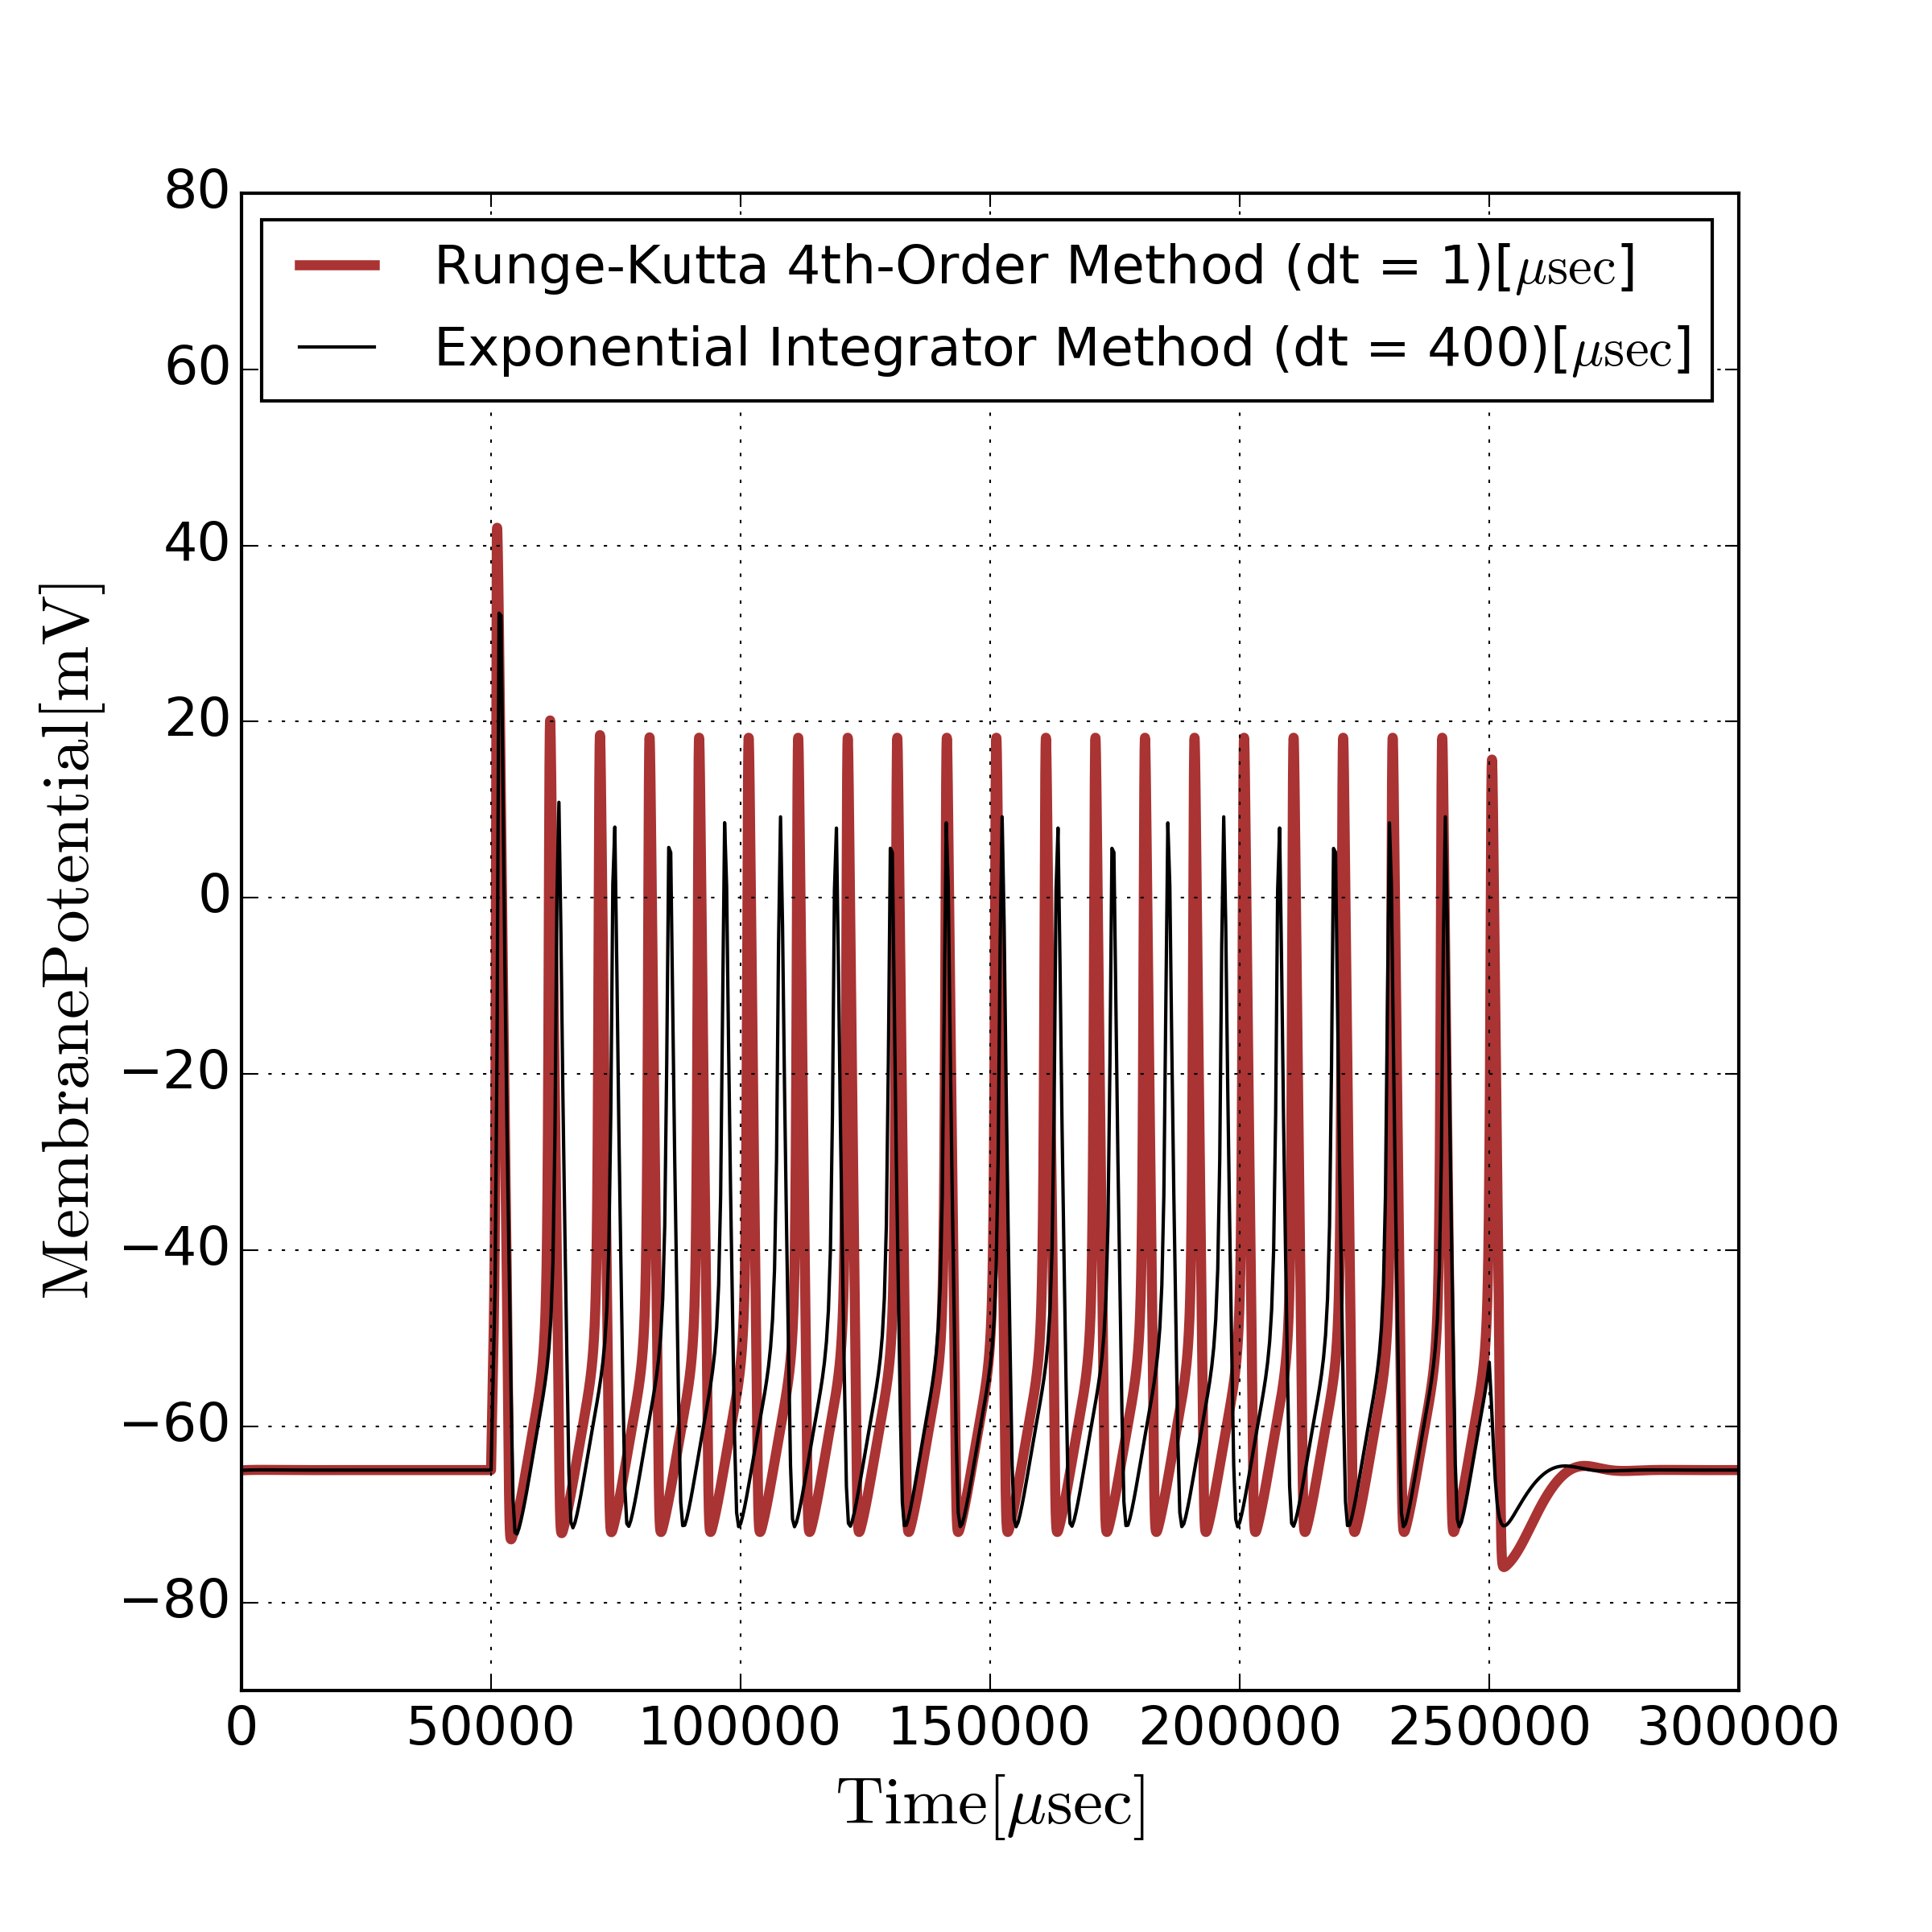 80
60
40
20
0
−20
−40
−60
−80
Runge-Kutta 4th-Order Method (dt = 1)[μsec]
Exponential Integrator Method (dt = 400)[μsec]
MembranePotential[mV]
0 50000 100000 150000 200000 250000 300000
Time[μsec]